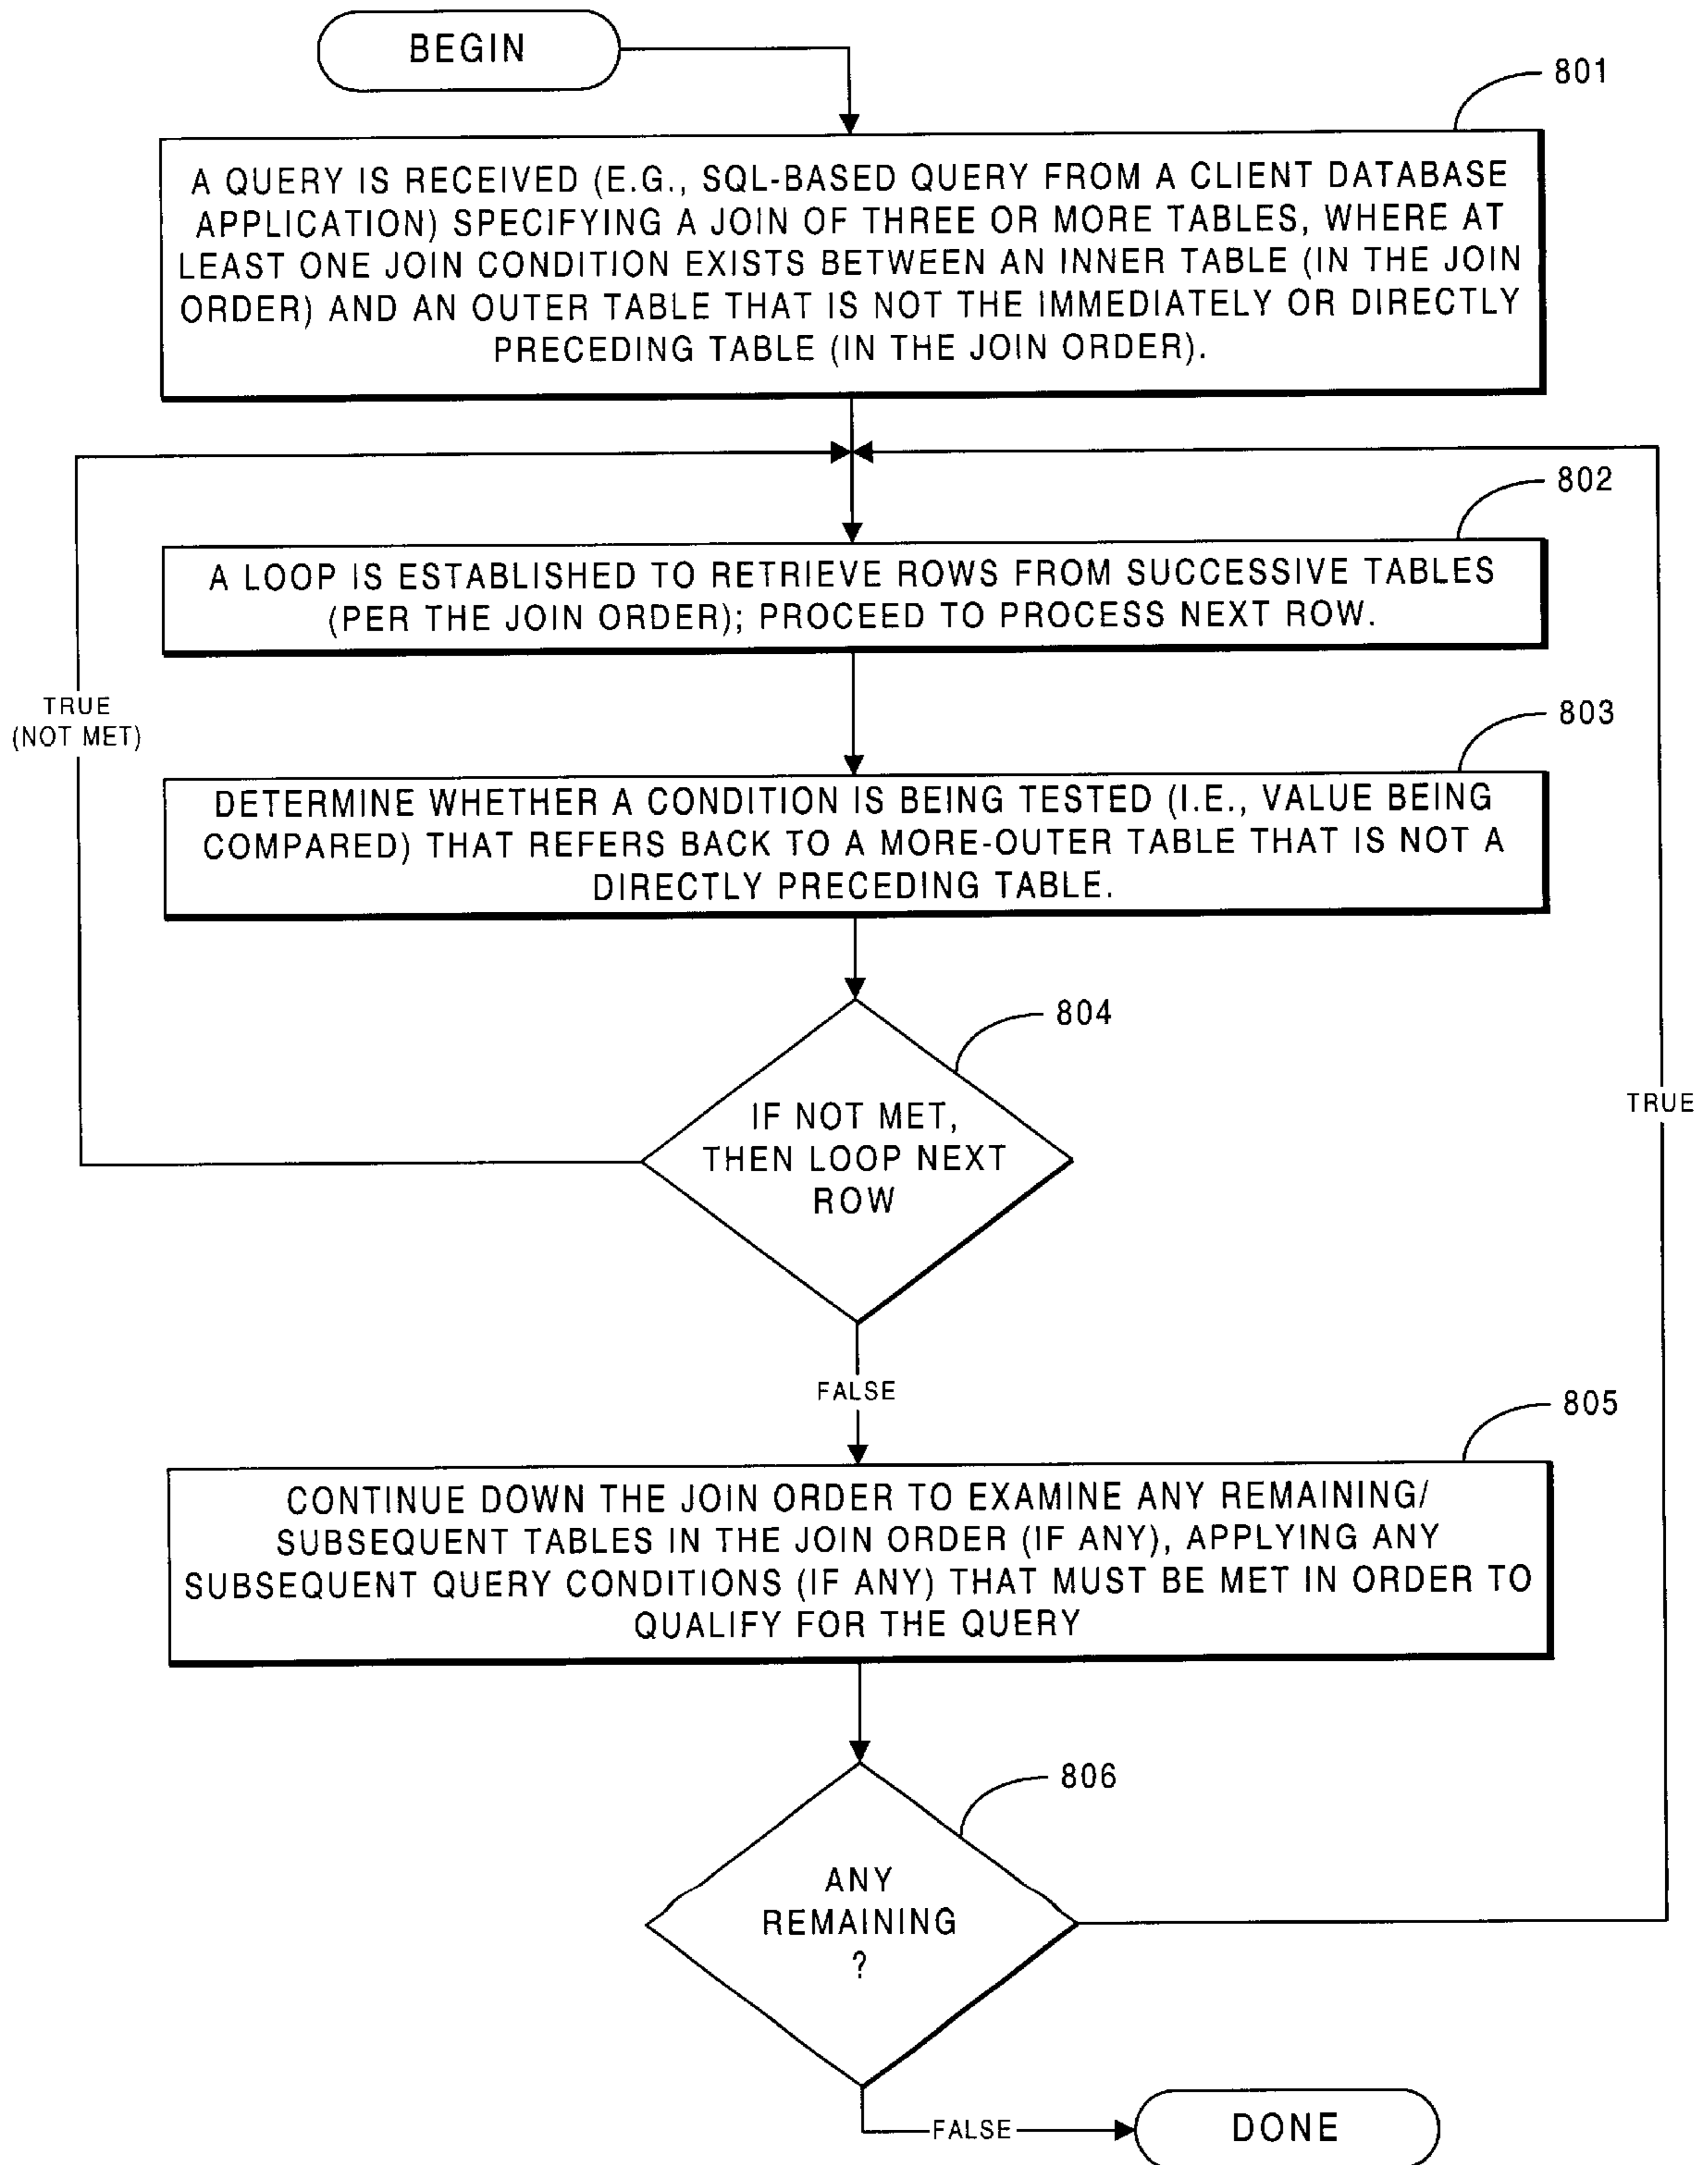 BEGIN
801
A QUERY IS RECEIVED (E.G., SQL-BASED QUERY FROM A CLIENT DATABASE
APPLICATION) SPECIFYING A JOIN OF THREE OR MORE TABLES, WHERE AT
LEAST ONE JOIN CONDITION EXISTS BETWEEN AN INNER TABLE (IN THE JOIN
ORDER) AND AN OUTER TABLE THAT IS NOT THE IMMEDIATELY OR DIRECTLY
PRECEDING TABLE (IN THE JOIN ORDER).
802
A LOOP IS ESTABLISHED TO RETRIEVE ROWS FROM SUCCESSIVE TABLES
(PER THE JOIN ORDER); PROCEED TO PROCESS NEXT ROW.
TRUE
(NOT MET)
803
DETERMINE WHETHER A CONDITION IS BEING TESTED (I.E., VALUE BEING
COMPARED) THAT REFERS BACK TO A MORE-OUTER TABLE THAT IS NOT A
DIRECTLY PRECEDING TABLE.
804
IF NOT MET,
THEN LOOP NEXT
ROW
TRUE
FALSE
805
CONTINUE DOWN THE JOIN ORDER TO EXAMINE ANY REMAINING/
SUBSEQUENT TABLES IN THE JOIN ORDER (IF ANY), APPLYING ANY
SUBSEQUENT QUERY CONDITIONS (IF ANY) THAT MUST BE MET IN ORDER TO
QUALIFY FOR THE QUERY
806
ANY
REMAINING
?
FALSE
DONE